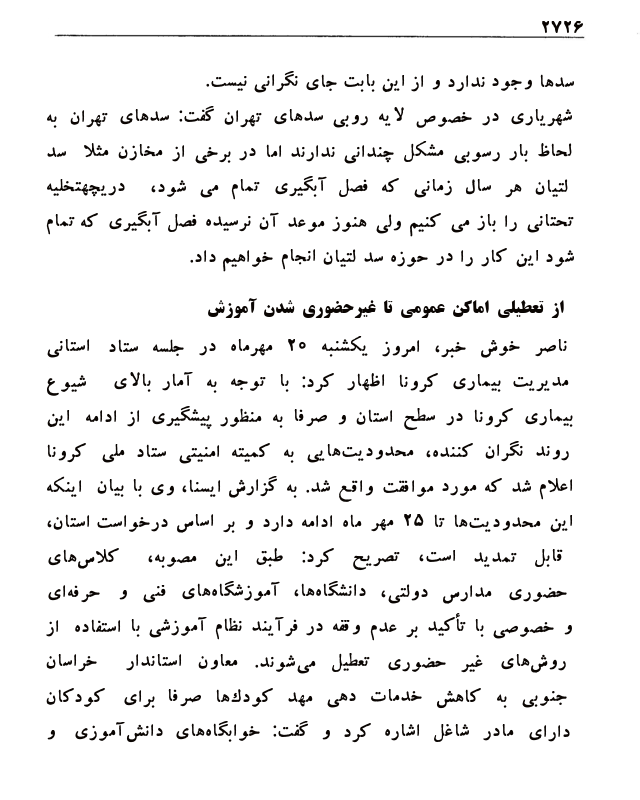 ۲۷۲۶
سدها وجود ندارد و از این بابت جای نگرانی نیست.
شهریاری در خصوص لایه روبی سدهای تهران گفت: سدهای تهران به
لحاظ بار رسوبی مشکل چندانی ندارند اما در برخی از مخازن مثلا سد
لتیان هر سال زمانی که فصل آبگیری تمام می شود، دریچهتخلیه
تحتانی را باز می کنیم ولی هنوز موعد آن نرسیده فصل آبگیری که تمام
شود این کار را در حوزه سد لتیان انجام خواهیم داد.
از تعطیلی اماکن عمومی تا غیرحضوری شدن آموزش
ناصر خوش خبر، امروز یکشنبه ۲۰ مهرماه در جلسه ستاد استانی
مدیریت بیماری کرونا اظهار کرد: با توجه به آمار بالای شیوع
بیماری کرونا در سطح استان و صرفا به منظور پیشگیری از ادامه این
روند نگران کننده، محدودیت‌هایی به کمیته امنیتی ستاد ملی کرونا
اعلام شد که مورد موافقت واقع شد. به گزارش ایسنا، وی با بیان اینکه
این محدودیت‌ها تا ۲۵ مهر ماه ادامه دارد و بر اساس درخواست استان،
قابل تمدید است، تصریح کرد: طبق این مصوبه، کلاس‌های
حضوری مدارس دولتی، دانشگاه‌ها، آموزشگاه‌های فنی و حرفه‌ای
و خصوصی با تأکید بر عدم وقفه در فرآیند نظام آموزشی با استفاده از
روش‌های غیر حضوری تعطیل می‌شوند. معاون استاندار خراسان
جنوبی به کاهش خدمات دهی مهد کودك‌ها صرفا برای کودکان
دارای مادر شاغل اشاره کرد و گفت: خوابگاه‌های دانش‌آموزی و